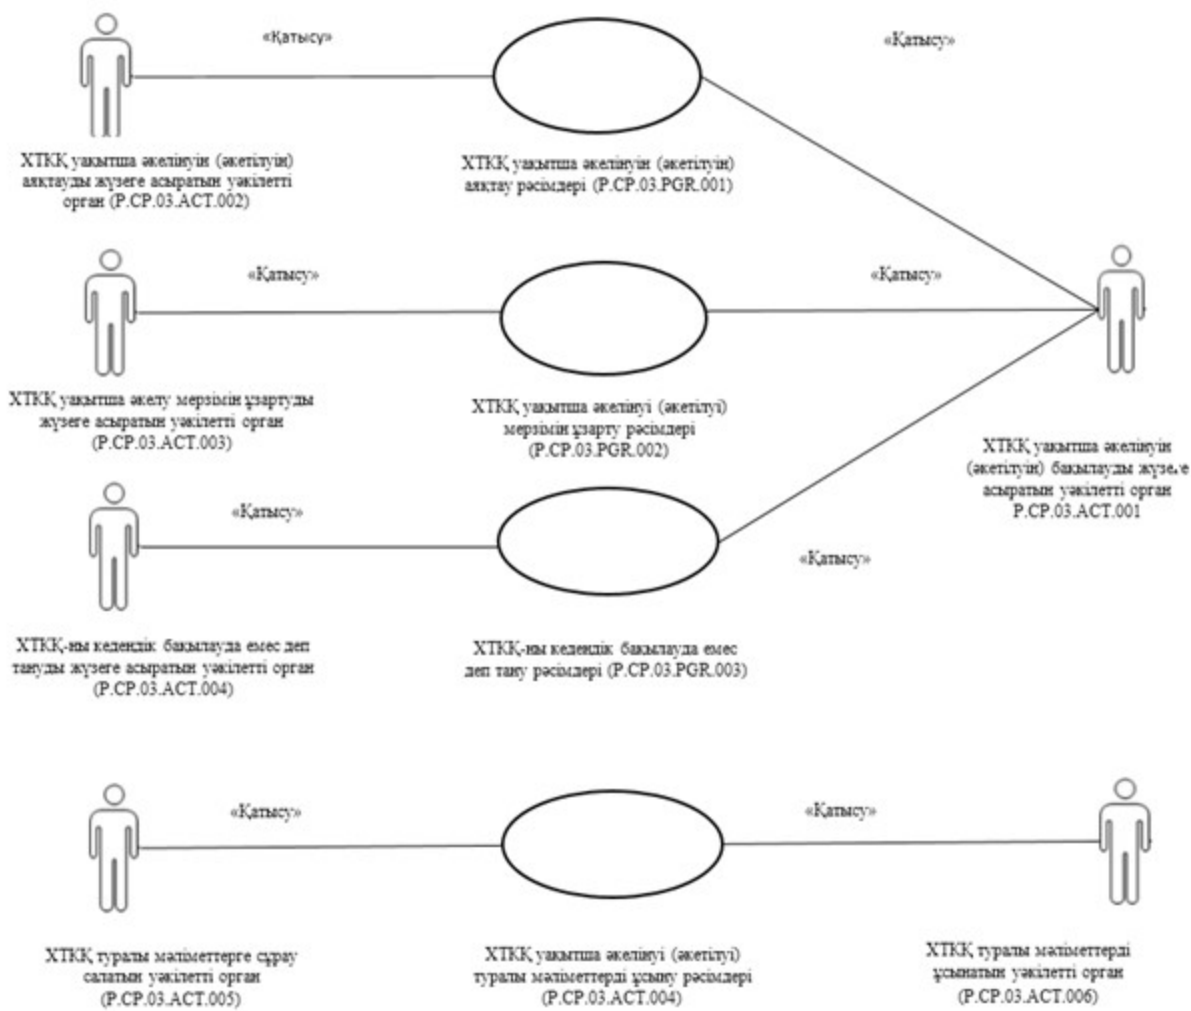 «Қатысу»
«Қатысу»
ХТКҚ уақытша әкелінуін (әкетілуін)
аяқтауды жүзеге асыратын уәкілетті
орган (P.CP.03.ACT.002)
ХТКҚ уақытша әкелінуін (әкетілуін)
аяқтау рәсімдері (P.CP.03.PGR.001)
«Қатысу»
«Қатысу»
ХТКҚ уақытша әкелу мерзімін ұзартуды
жүзеге асыратын уәкілетті орган
(P.CP.03.ACT.003)
ХТКҚ уақытша әкелінуі (әкетілуі)
мерзімін ұзарту рәсімдері
(P.CP.03.PGR.002)
ХТКҚ уақытша әкелінуін
(әкетілуін) бақылауды жүзеге
асыратын уәкілетті орган
P.CP.03.ACT.001
«Қатысу»
«Қатысу»
ХТКҚ-ны кедендік бақылауда емес деп
тануды жүзеге асыратын уәкілетті орган
(P.CP.03.ACT.004)
ХТКҚ-ны кедендік бақылауда емес
деп тану рәсімдері (P.CP.03.PGR.003)
«Қатысу»
«Қатысу»
ХТКҚ туралы мәліметтерге сұрау
салатын уәкілетті орган
(P.CP.03.ACT.005)
ХТКҚ уақытша әкелінуі (әкетілуі)
туралы мәліметтерді ұсыну рәсімдері
(P.CP.03.ACT.004)
ХТКҚ туралы мәліметтерді
ұсынатын уәкілетті орган
(P.CP.03.ACT.006)